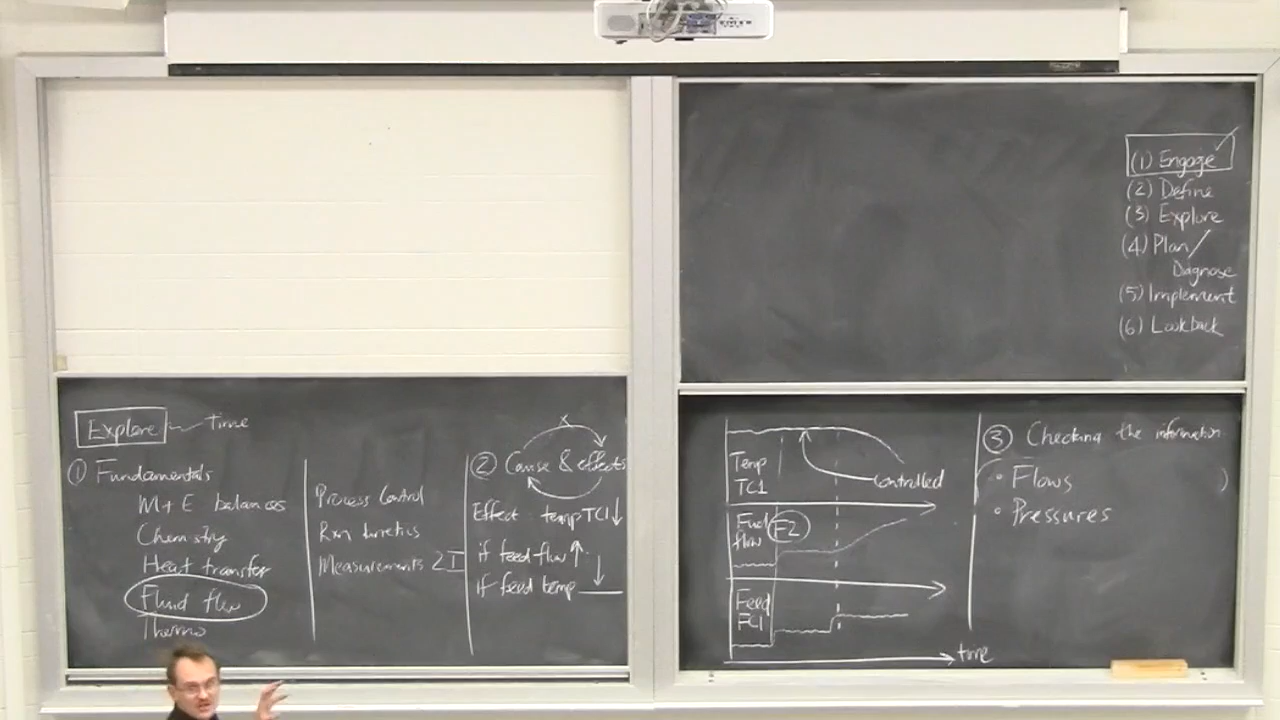 Explore
time
① Fundamentals
M+E balances
Chemistry
Heat transfer
Fluid flow
Thermo
Process Control
Rxn kinetics
Measurements
② Cause & effects
x
Effect: temp TC1 ↓
if feed flow ↑
if feed temp ↓
Temp
TC1
controlled
Fuel
flow
F2
Feed
FC1
time
③ Checking the information
• Flows
• Pressures
(1) Engage ✓
(2) Define
(3) Explore
(4) Plan/
Diagnose
(5) Implement
(6) Lookback